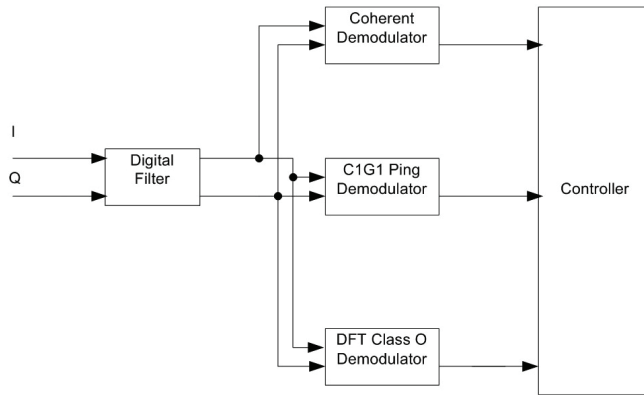 Coherent
Demodulator
I
Q
Digital
Filter
C1G1 Ping
Demodulator
Controller
DFT Class O
Demodulator